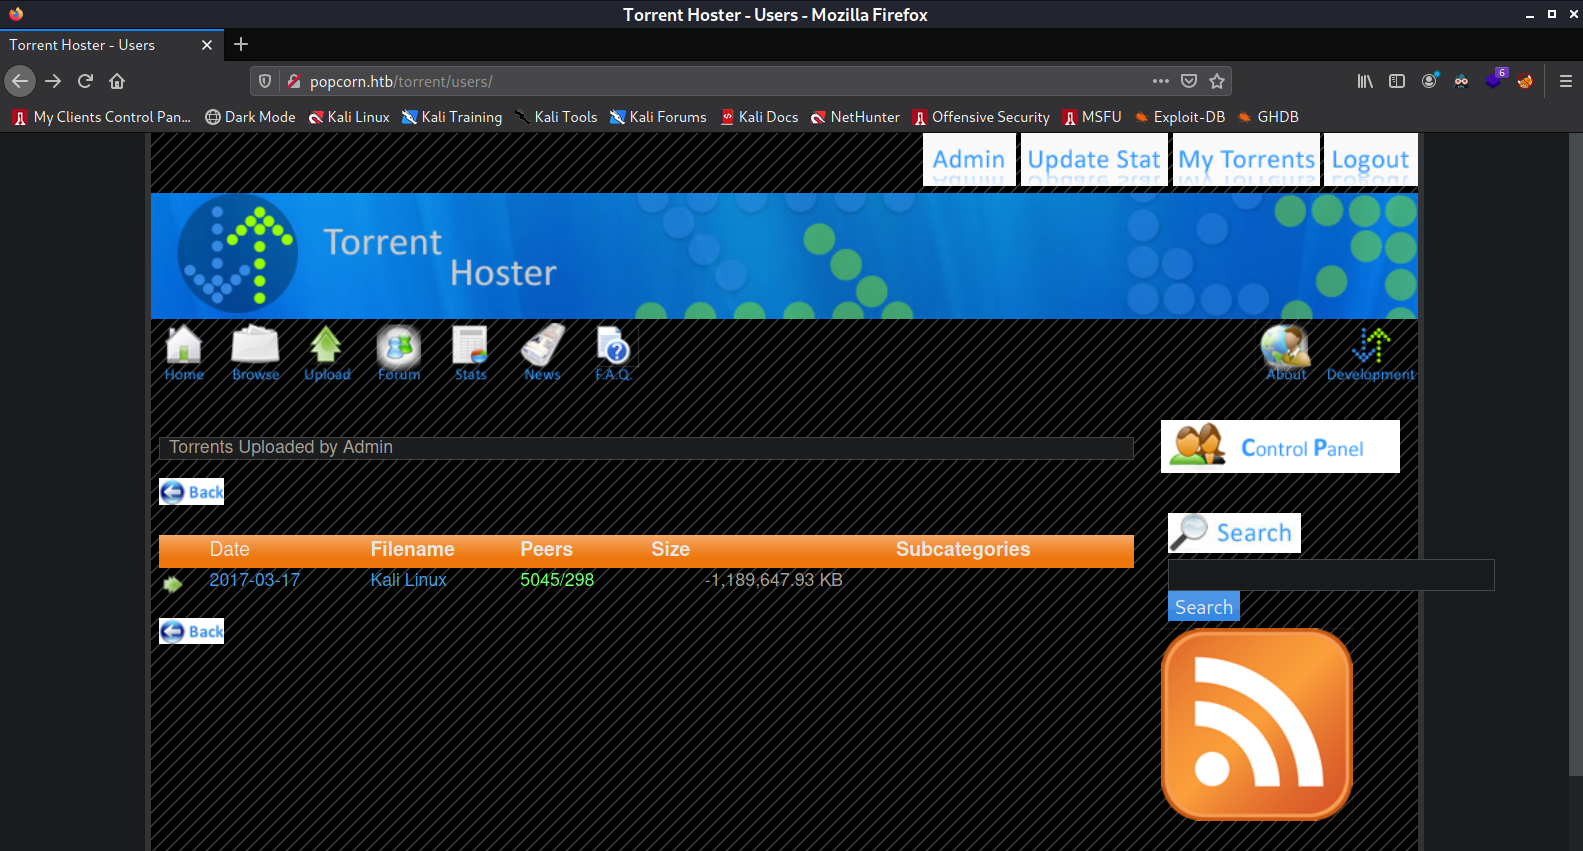 Torrent Hoster - Users - Mozilla Firefox
Torrent Hoster - Users
popcorn.htb/torrent/users/
6
My Clients Control Pan... Dark Mode Kali Linux Kali Training Kali Tools Kali Forums Kali Docs NetHunter Offensive Security MSFU Exploit-DB GHDB
Admin Update Stat My Torrents Logout
Torrent
Hoster
Home Browse Upload Forum Stats News F.A.Q. About Development
Torrents Uploaded by Admin
Control Panel
Back
Search
Date Filename Peers Size Subcategories
2017-03-17 Kali Linux 5045/298 -1,189,647.93 KB
Search
Back